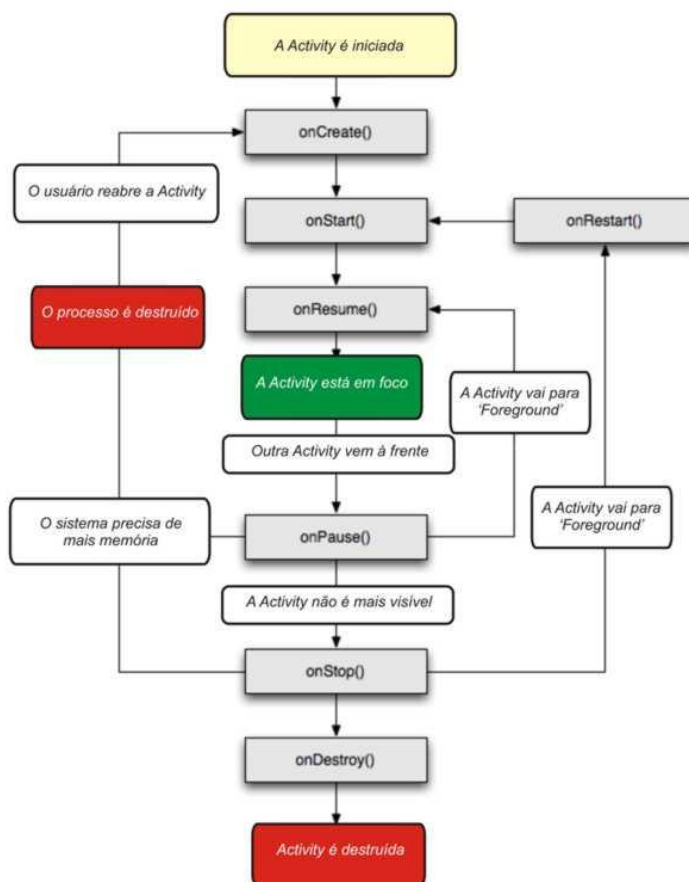 A Activity é iniciada
onCreate()
O usuário reabre a Activity
onStart()
onRestart()
O processo é destruído
onResume()
A Activity está em foco
A Activity vai para
'Foreground'
Outra Activity vem à frente
O sistema precisa de
mais memória
onPause()
A Activity vai para
'Foreground'
A Activity não é mais visível
onStop()
onDestroy()
Activity é destruída